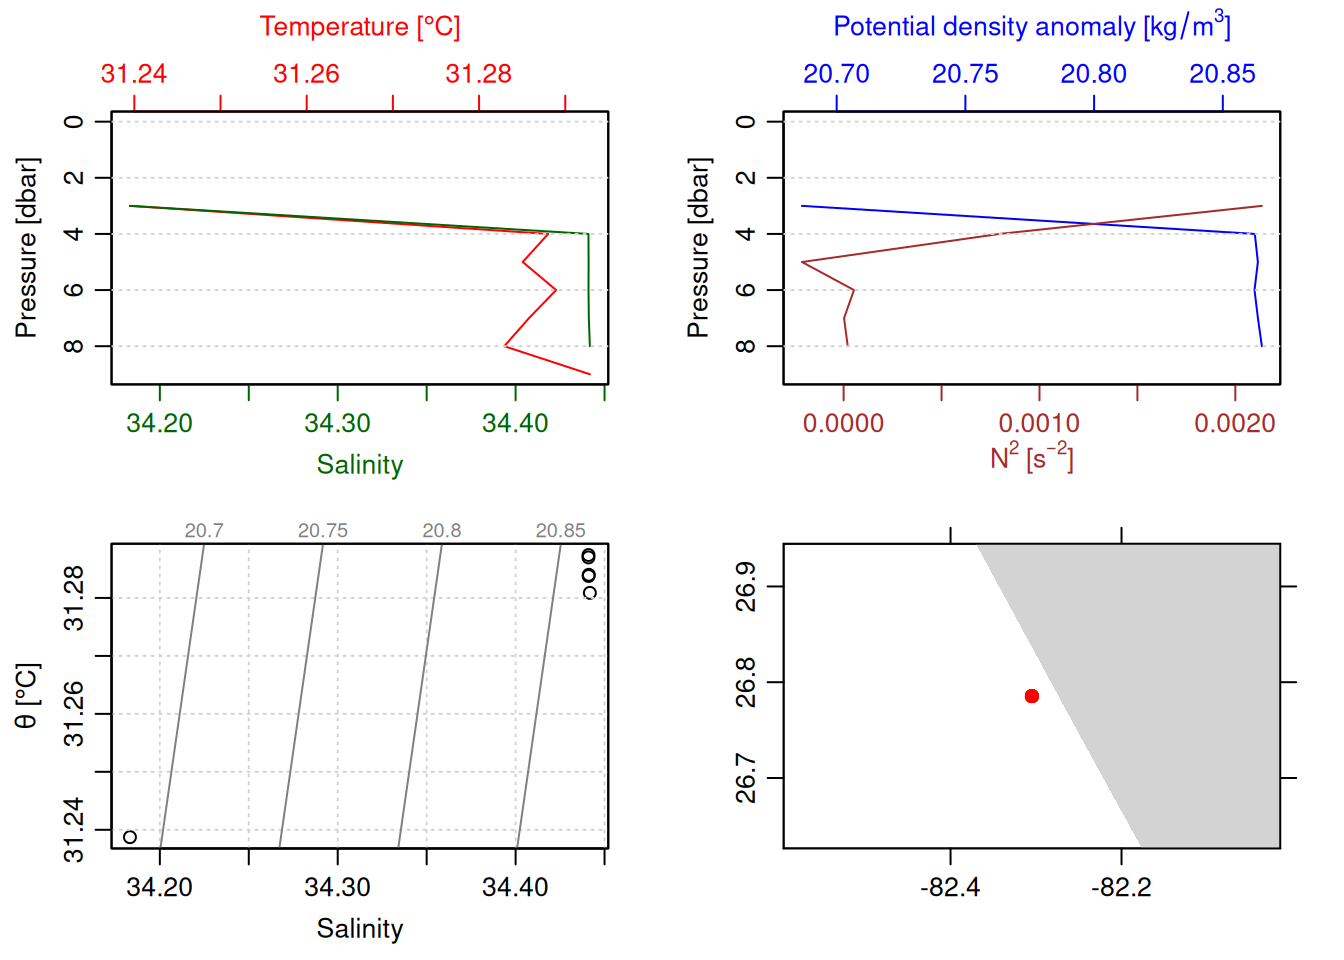 Temperature [°C]
31.24 31.26 31.28
0
2
4
6
8
Pressure [dbar]
34.20 34.30 34.40
Salinity
Potential density anomaly [kg/m³]
20.70 20.75 20.80 20.85
0
2
4
6
8
Pressure [dbar]
0.0000 0.0010 0.0020
N² [s⁻²]
20.7 20.75 20.8 20.85
31.28
31.26
31.24
θ [°C]
34.20 34.30 34.40
Salinity
26.9
26.8
26.7
-82.4 -82.2